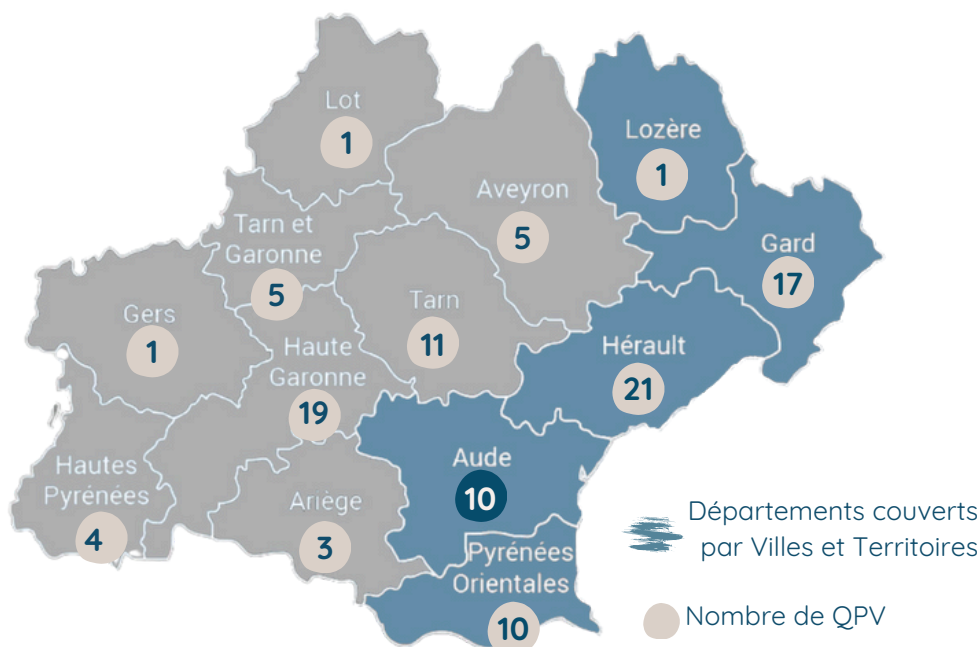 Lot
1
Lozère
1
Aveyron
5
Tarn et
Garonne
5
Gard
17
Gers
1
Tarn
11
Haute
Garonne
19
Hérault
21
Hautes
Pyrénées
4
Ariège
3
Aude
10
Pyrénées
Orientales
10
Départements couverts
par Villes et Territoires
Nombre de QPV